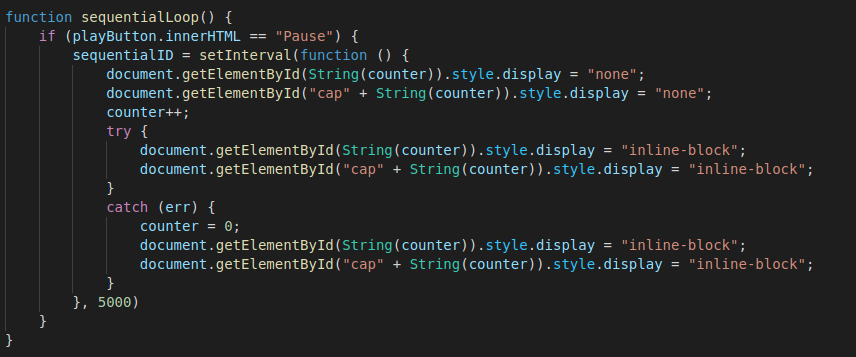 function sequentialLoop() {
    if (playButton.innerHTML == "Pause") {
        sequentialID = setInterval(function () {
            document.getElementById(String(counter)).style.display = "none";
            document.getElementById("cap" + String(counter)).style.display = "none";
            counter++;
            try {
                document.getElementById(String(counter)).style.display = "inline-block";
                document.getElementById("cap" + String(counter)).style.display = "inline-block";
            }
            catch (err) {
                counter = 0;
                document.getElementById(String(counter)).style.display = "inline-block";
                document.getElementById("cap" + String(counter)).style.display = "inline-block";
            }
        }, 5000)
    }
}